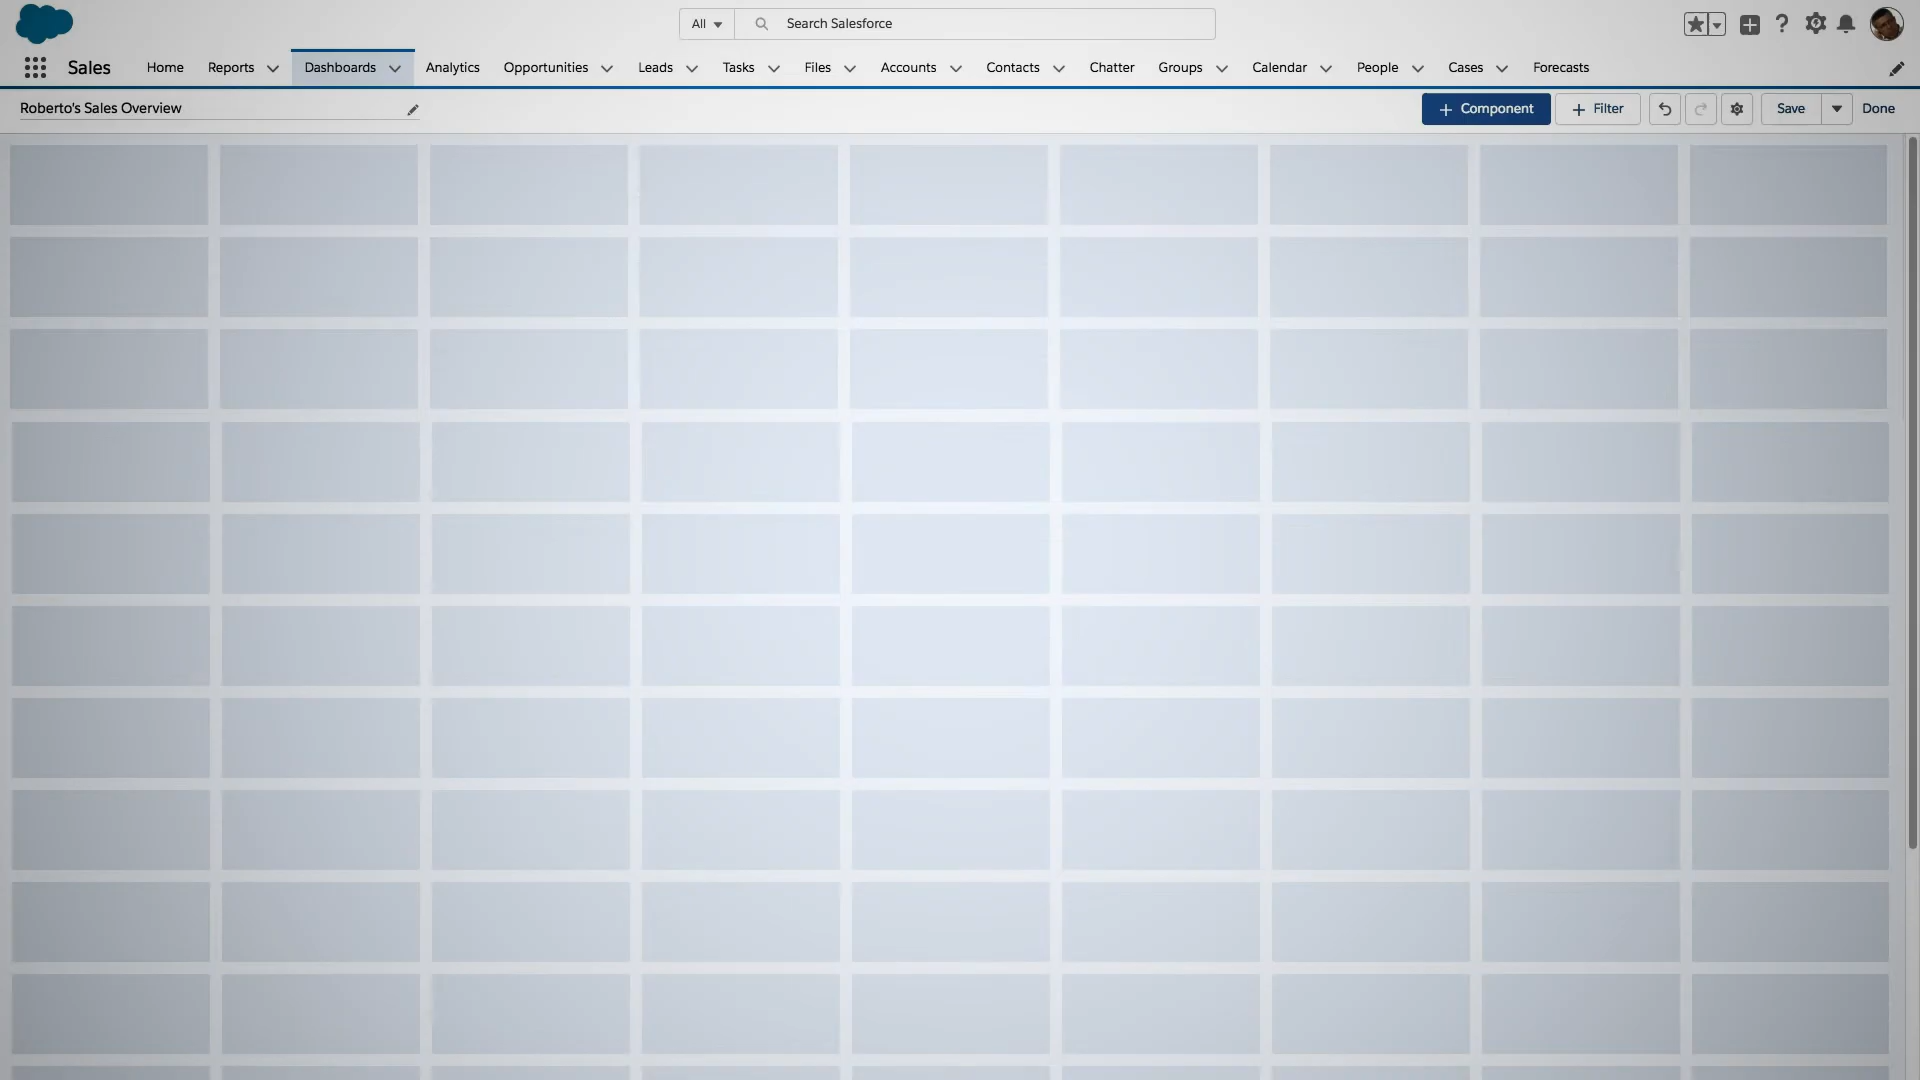 All
Search Salesforce
Sales
Home
Reports
Dashboards
Analytics
Opportunities
Leads
Tasks
Files
Accounts
Contacts
Chatter
Groups
Calendar
People
Cases
Forecasts
Roberto's Sales Overview
+ Component
+ Filter
Save
Done